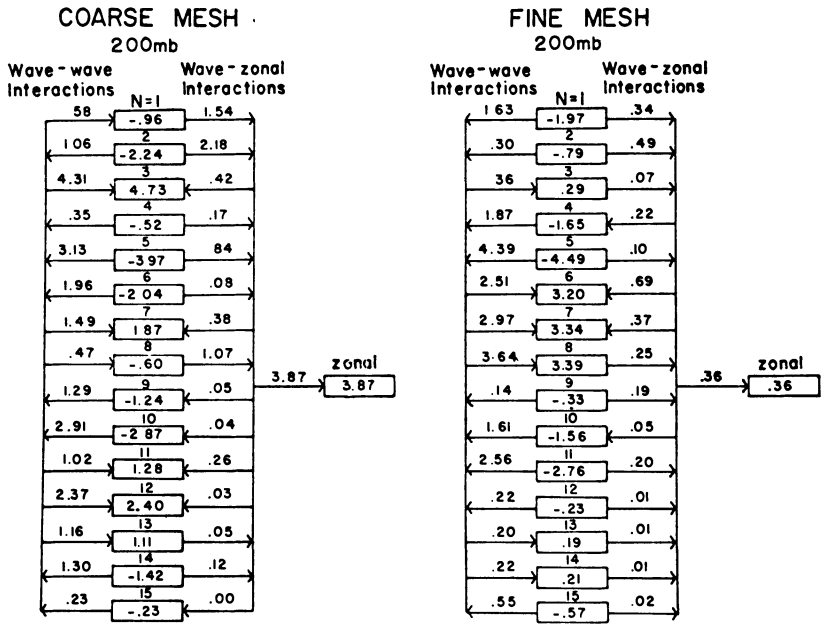 COARSE MESH
200mb
Wave-wave Interactions
Wave-zonal Interactions
N=1
58 -.96 1.54
2
1.06 -2.24 2.18
3
4.31 4.73 .42
4
.35 -.52 .17
5
3.13 -397 84
6
1.96 -2 04 .08
7
1.49 1 87 .38
8
.47 -.60 1.07
9
1.29 -1.24 .05
10
2.91 -2 87 .04
11
1.02 1.28 .26
12
2.37 2.40 .03
13
1.16 1.11 .05
14
1.30 -1.42 .12
15
.23 -.23 .00
3.87
zonal
3.87
FINE MESH
200mb
Wave-wave Interactions
Wave-zonal Interactions
N=1
1 63 -1.97 .34
2
.30 -.79 .49
3
36 .29 .07
4
1.87 -1.65 .22
5
4.39 -4.49 .10
6
2.51 3.20 .69
7
2.97 3.34 .37
8
3.64 3.39 .25
9
.14 -.33 .19
10
1.61 -1.56 .05
11
2.56 -2.76 .20
12
.22 -.23 .01
13
.20 .19 .01
14
.22 .21 .01
15
.55 -.57 .02
.36
zonal
.36